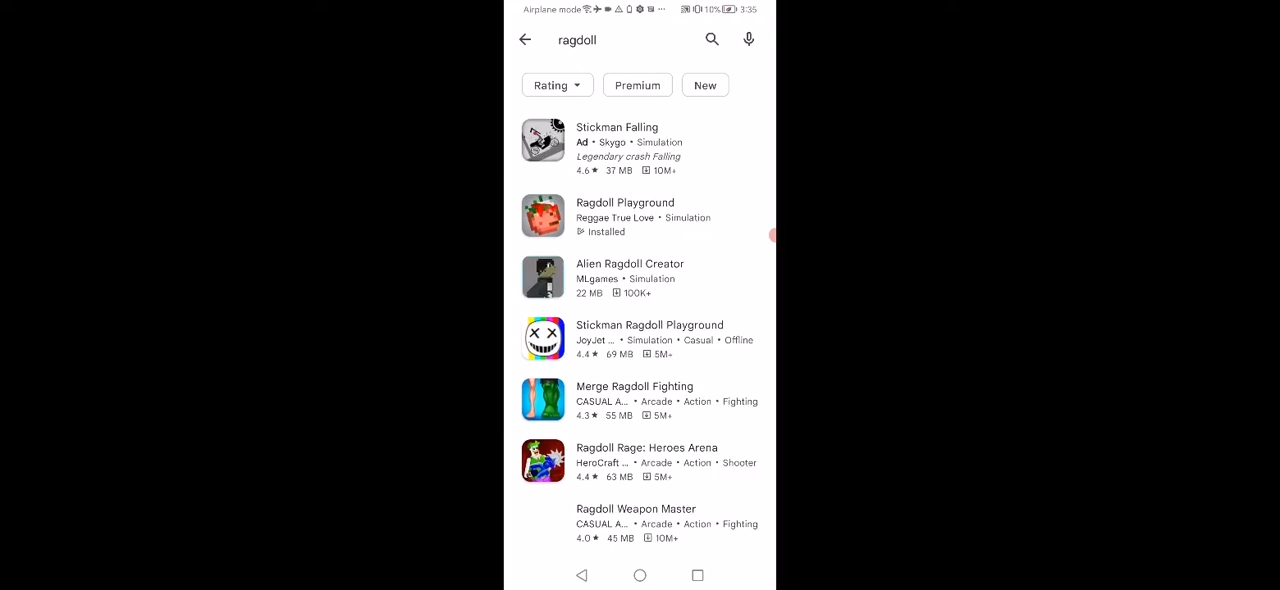 Airplane mode 10% 3:35
ragdoll
Rating Premium New
Stickman Falling
Ad • Skygo • Simulation
Legendary crash Falling
4.6★ 37 MB 10M+
Ragdoll Playground
Reggae True Love • Simulation
Installed
Alien Ragdoll Creator
MLgames • Simulation
22 MB 100K+
Stickman Ragdoll Playground
JoyJet ... • Simulation • Casual • Offline
4.4★ 69 MB 5M+
Merge Ragdoll Fighting
CASUAL A... • Arcade • Action • Fighting
4.3★ 55 MB 5M+
Ragdoll Rage: Heroes Arena
HeroCraft ... • Arcade • Action • Shooter
4.4★ 63 MB 5M+
Ragdoll Weapon Master
CASUAL A... • Arcade • Action • Fighting
4.0★ 45 MB 10M+